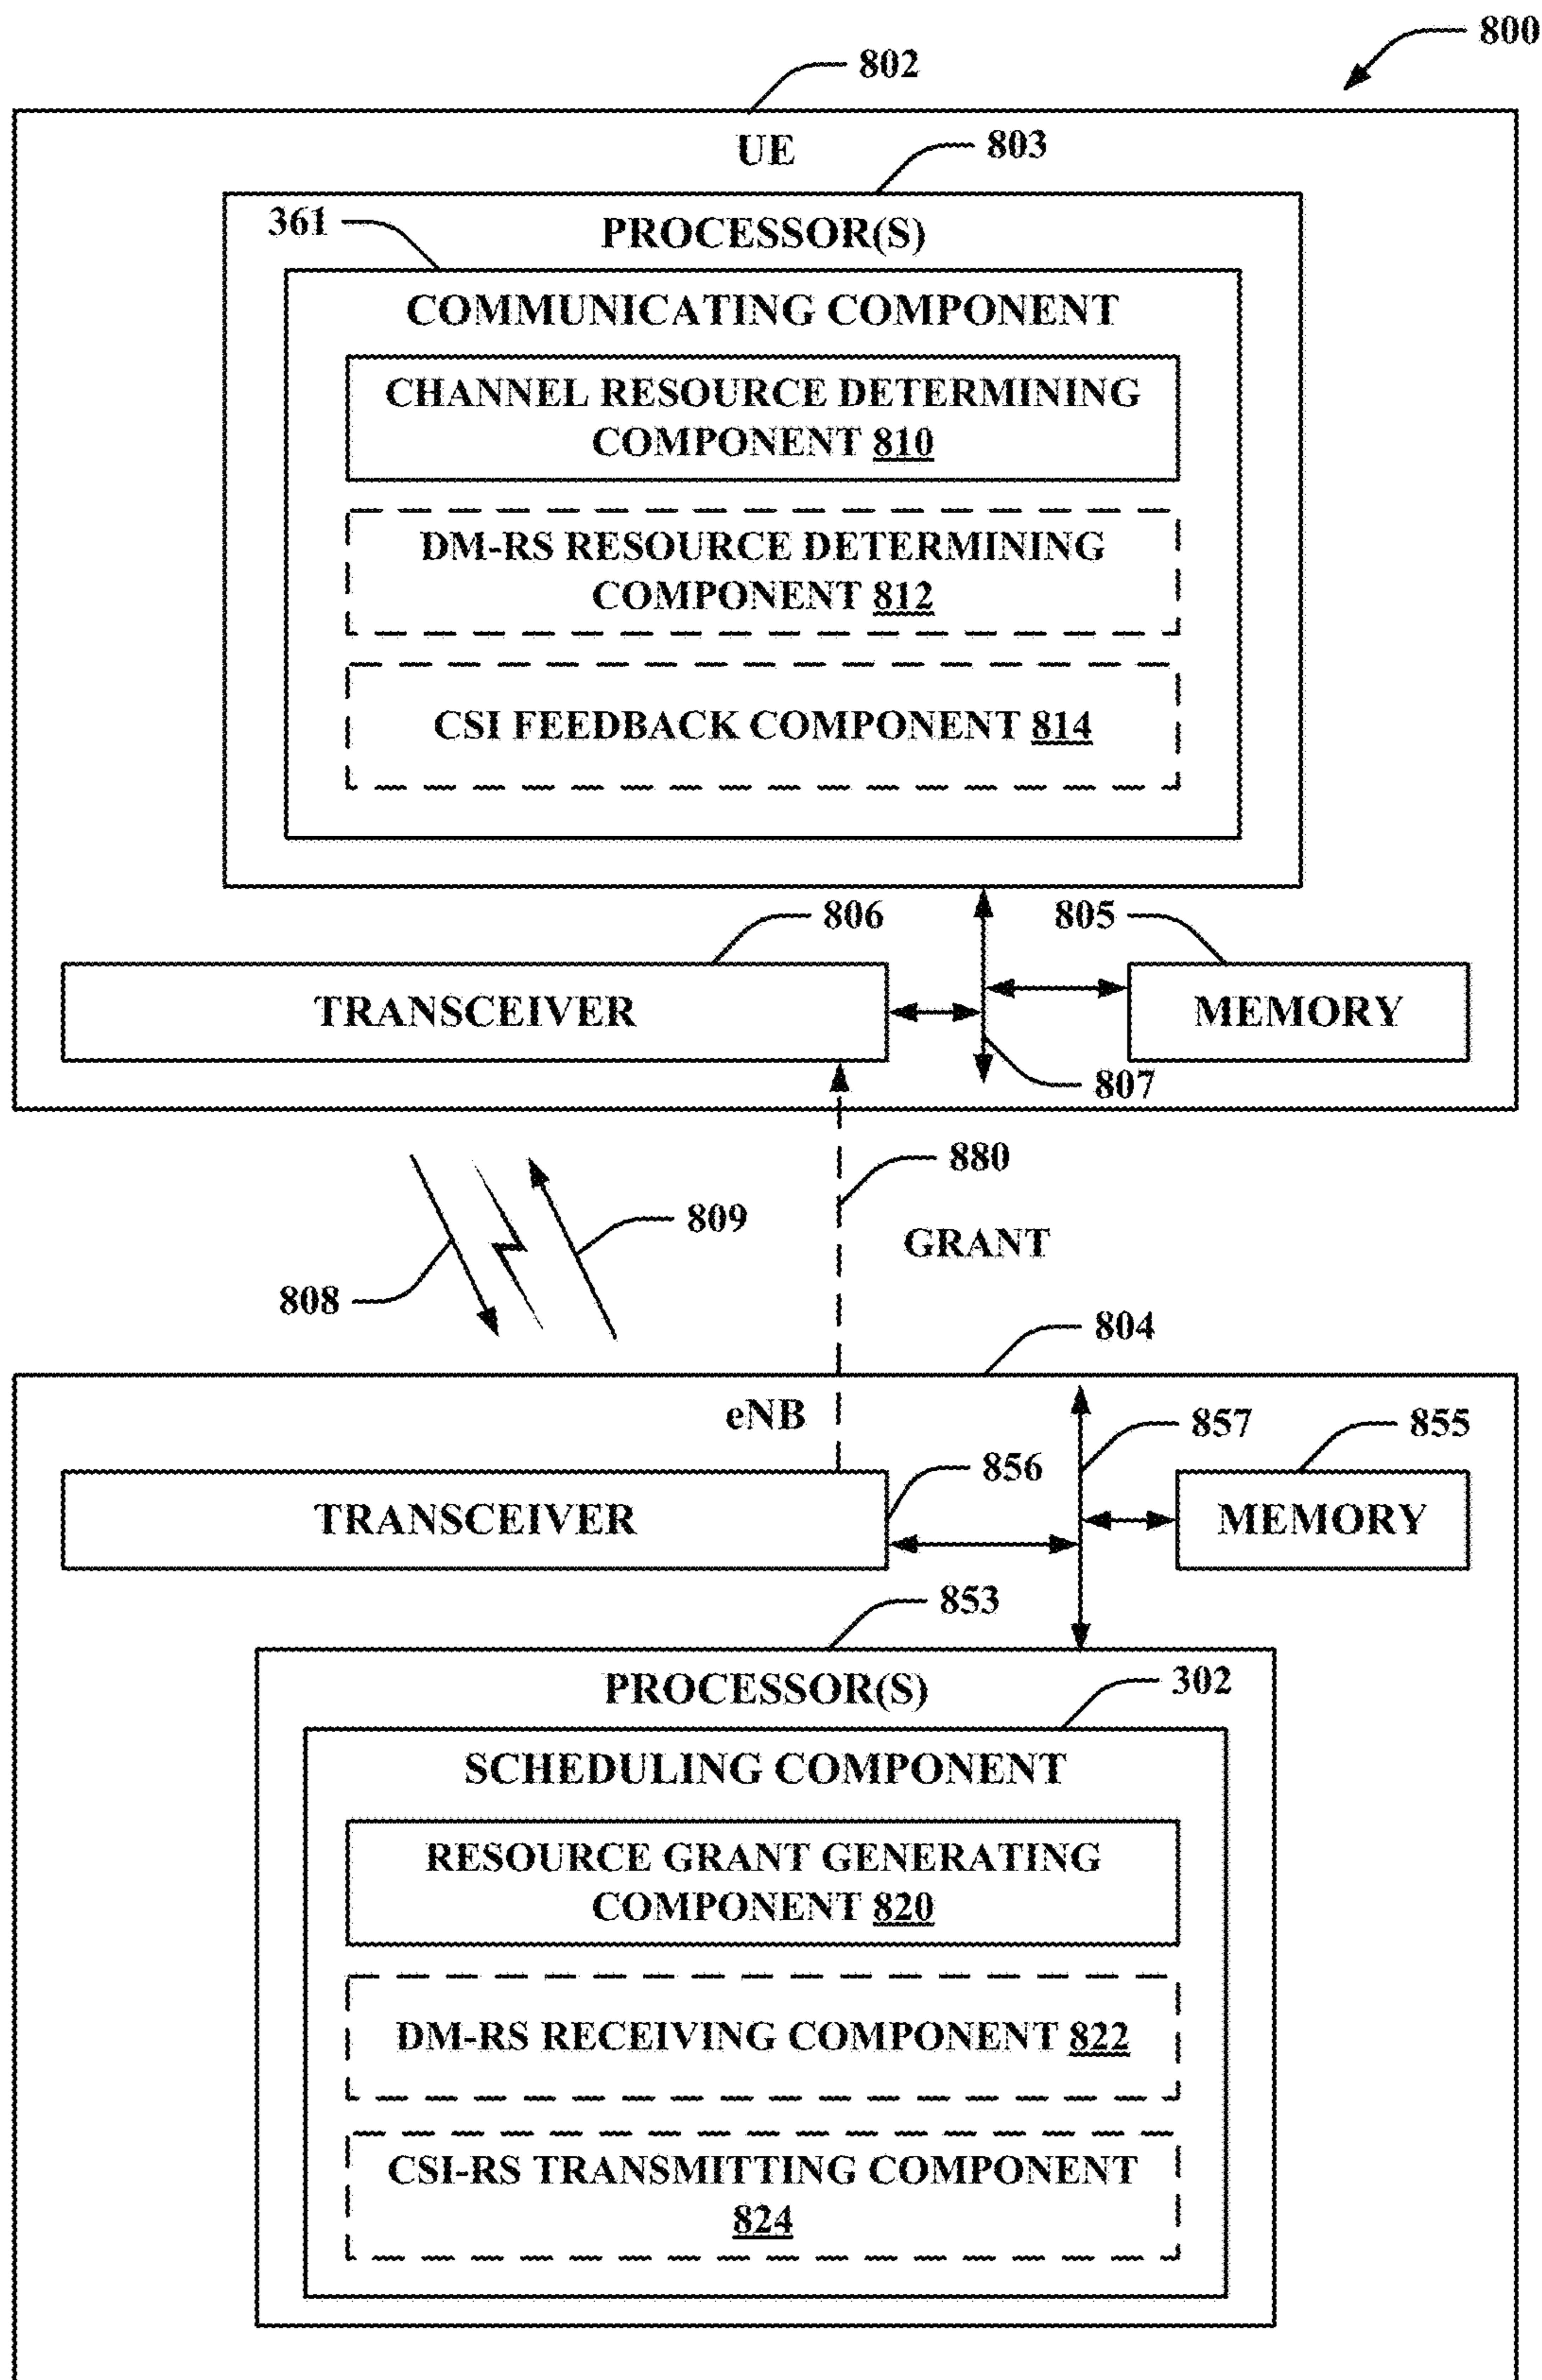 800
802
UE
803
361
PROCESSOR(S)
COMMUNICATING COMPONENT
CHANNEL RESOURCE DETERMINING
COMPONENT 810
DM-RS RESOURCE DETERMINING
COMPONENT 812
CSI FEEDBACK COMPONENT 814
806
805
TRANSCEIVER
MEMORY
807
880
809
GRANT
808
804
eNB
857
855
856
TRANSCEIVER
MEMORY
853
PROCESSOR(S)
302
SCHEDULING COMPONENT
RESOURCE GRANT GENERATING
COMPONENT 820
DM-RS RECEIVING COMPONENT 822
CSI-RS TRANSMITTING COMPONENT
824